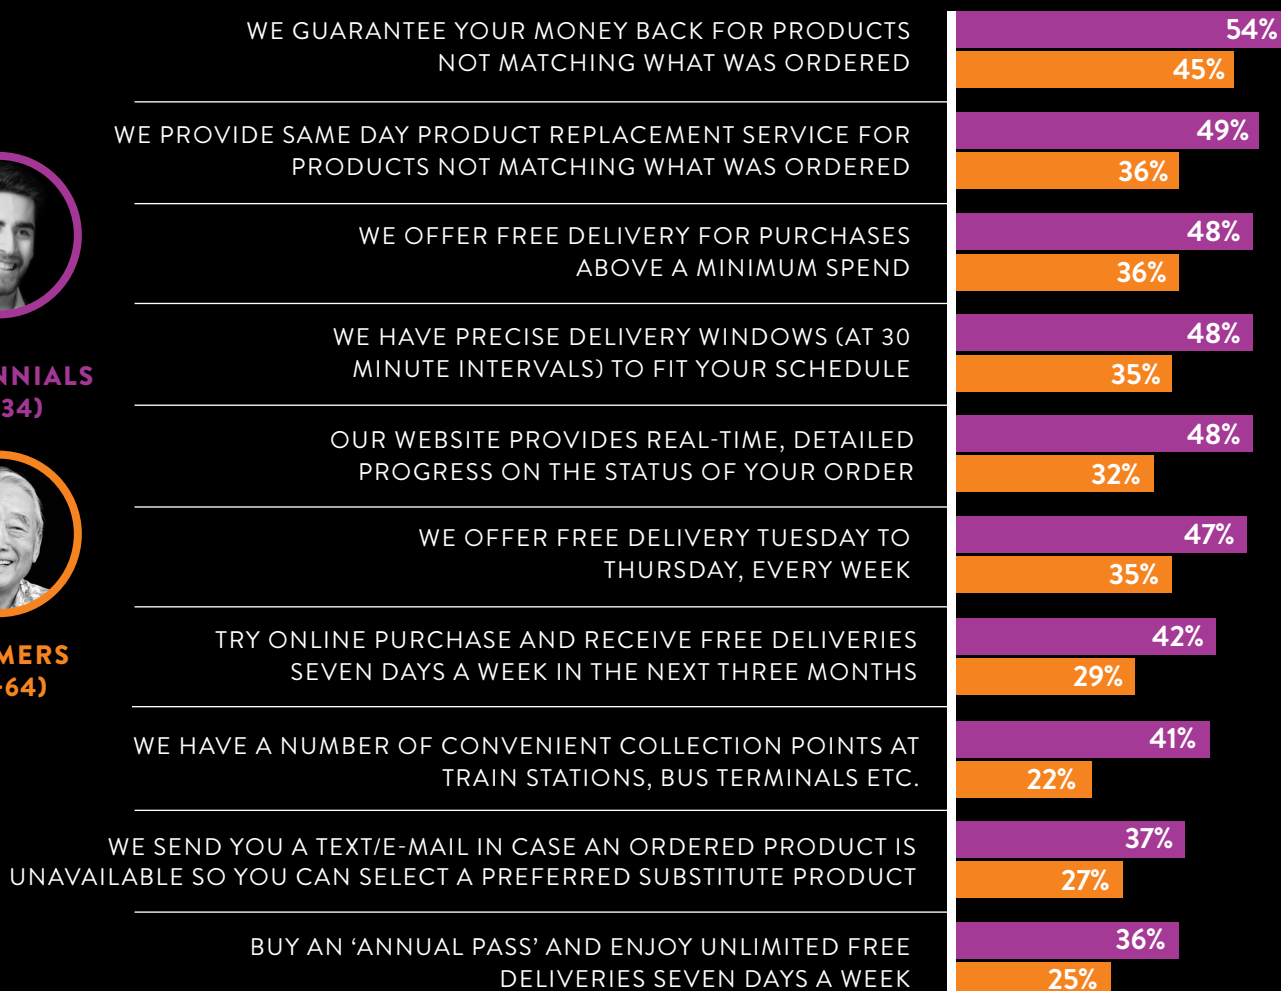 WE GUARANTEE YOUR MONEY BACK FOR PRODUCTS
NOT MATCHING WHAT WAS ORDERED
54%
45%
WE PROVIDE SAME DAY PRODUCT REPLACEMENT SERVICE FOR
PRODUCTS NOT MATCHING WHAT WAS ORDERED
49%
36%
WE OFFER FREE DELIVERY FOR PURCHASES
ABOVE A MINIMUM SPEND
48%
36%
WE HAVE PRECISE DELIVERY WINDOWS (AT 30
MINUTE INTERVALS) TO FIT YOUR SCHEDULE
48%
35%
NNIALS
34)
OUR WEBSITE PROVIDES REAL-TIME, DETAILED
PROGRESS ON THE STATUS OF YOUR ORDER
48%
32%
WE OFFER FREE DELIVERY TUESDAY TO
THURSDAY, EVERY WEEK
47%
35%
TRY ONLINE PURCHASE AND RECEIVE FREE DELIVERIES
SEVEN DAYS A WEEK IN THE NEXT THREE MONTHS
42%
29%
MERS
-64)
WE HAVE A NUMBER OF CONVENIENT COLLECTION POINTS AT
TRAIN STATIONS, BUS TERMINALS ETC.
41%
22%
WE SEND YOU A TEXT/E-MAIL IN CASE AN ORDERED PRODUCT IS
UNAVAILABLE SO YOU CAN SELECT A PREFERRED SUBSTITUTE PRODUCT
37%
27%
BUY AN ‘ANNUAL PASS’ AND ENJOY UNLIMITED FREE
DELIVERIES SEVEN DAYS A WEEK
36%
25%